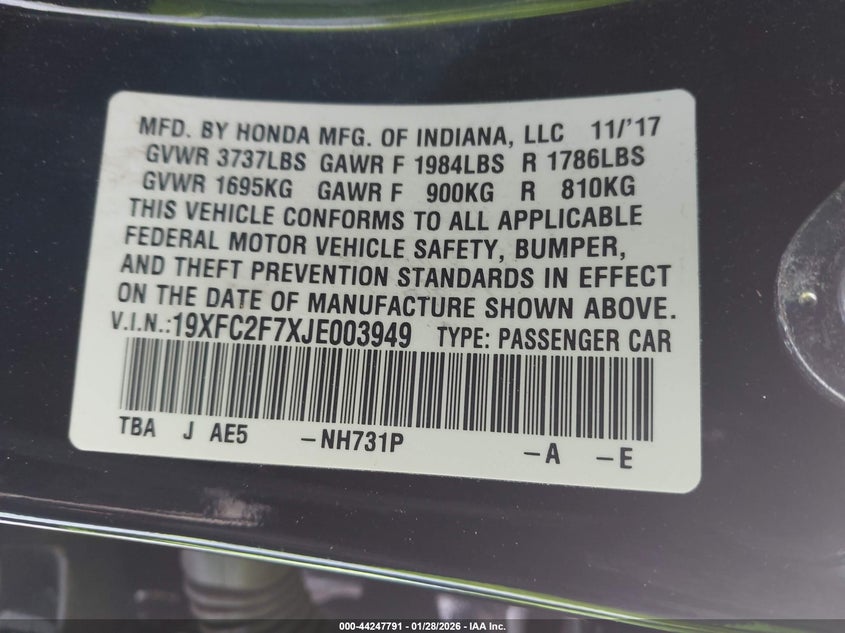 MFD. BY HONDA MFG. OF INDIANA, LLC 11/'17
GVWR 3737LBS GAWR F 1984LBS R 1786LBS
GVWR 1695KG GAWR F 900KG R 810KG
THIS VEHICLE CONFORMS TO ALL APPLICABLE
FEDERAL MOTOR VEHICLE SAFETY, BUMPER,
AND THEFT PREVENTION STANDARDS IN EFFECT
ON THE DATE OF MANUFACTURE SHOWN ABOVE.
V.I.N.:19XFC2F7XJE003949 TYPE: PASSENGER CAR
TBA J AE5 -NH731P -A -E
000-44247791 - 01/28/2026 - IAA Inc.